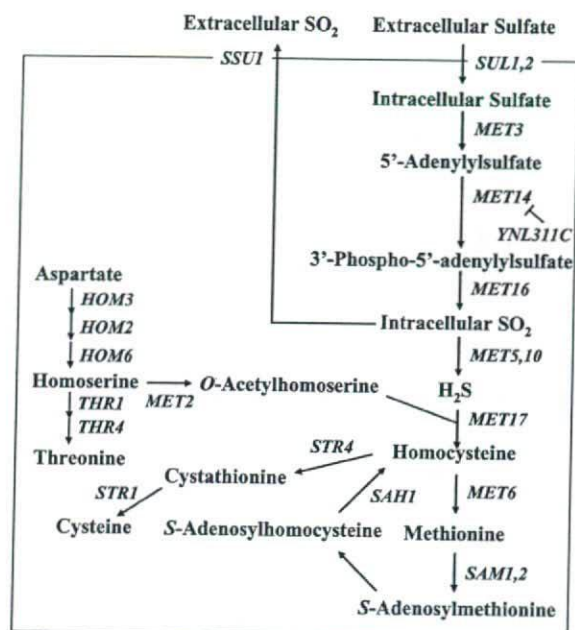 Extracellular SO2 Extracellular Sulfate
SSU1 SUL1,2
Intracellular Sulfate
MET3
5'-Adenylylsulfate
MET14
YNL311C
3'-Phospho-5'-adenylylsulfate
Aspartate
MET16
HOM3
HOM2 Intracellular SO2
HOM6 MET5,10
Homoserine O-Acetylhomoserine H2S
THR1 MET2
MET17
THR4
Threonine STR4 Homocysteine
Cystathionine
STR1 SAH1 MET6
Cysteine S-Adenosylhomocysteine Methionine
SAM1,2
S-Adenosylmethionine